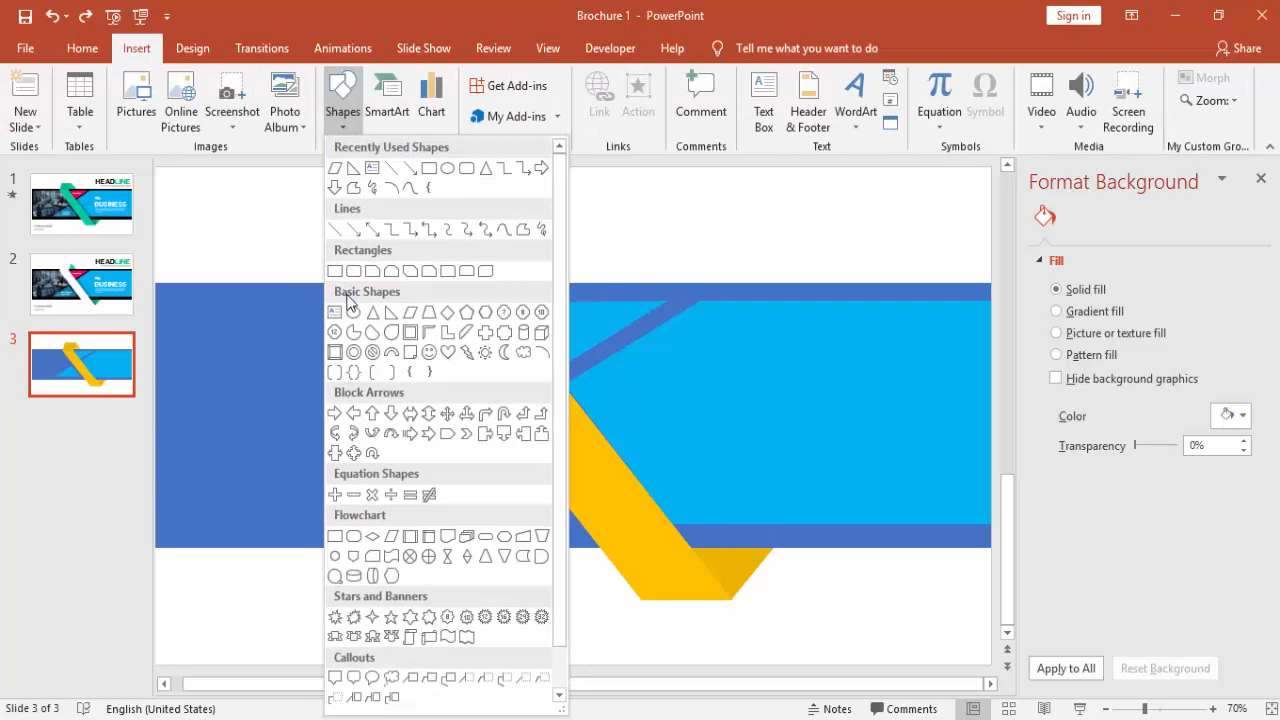 Brochure 1 - PowerPoint
Sign in
File Home Insert Design Transitions Animations Slide Show Review View Developer Help Tell me what you want to do Share
New Slide
Slides
Table
Tables
Pictures
Online Pictures
Screenshot
Photo Album
Images
Shapes
SmartArt
Chart
Get Add-ins
My Add-ins
Link
Action
Links
Comment
Comments
Text Box
Header & Footer
WordArt
Text
Equation
Symbol
Symbols
Video
Audio
Screen Recording
Media
Morph
Zoom:
My Custom Gro...
Recently Used Shapes
Lines
Rectangles
Basic Shapes
Block Arrows
Equation Shapes
Flowchart
Stars and Banners
Callouts
1
HEADLINE
BUSINESS
2
HEADLINE
BUSINESS
3
Format Background
Fill
Solid fill
Gradient fill
Picture or texture fill
Pattern fill
Hide background graphics
Color
Transparency
0%
Apply to All
Reset Background
Slide 3 of 3
English (United States)
Notes
Comments
70%